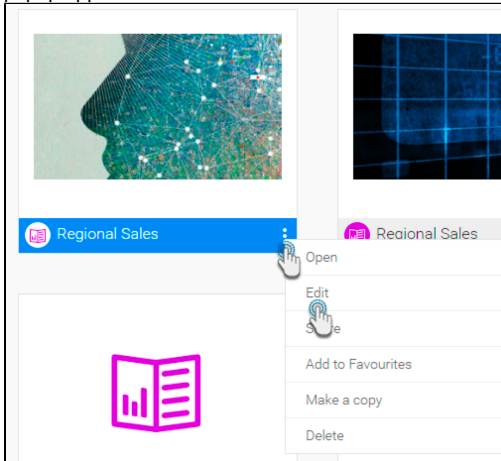 Regional Sales
Regional Sales
Open
Edit
Add to Favourites
Make a copy
Delete